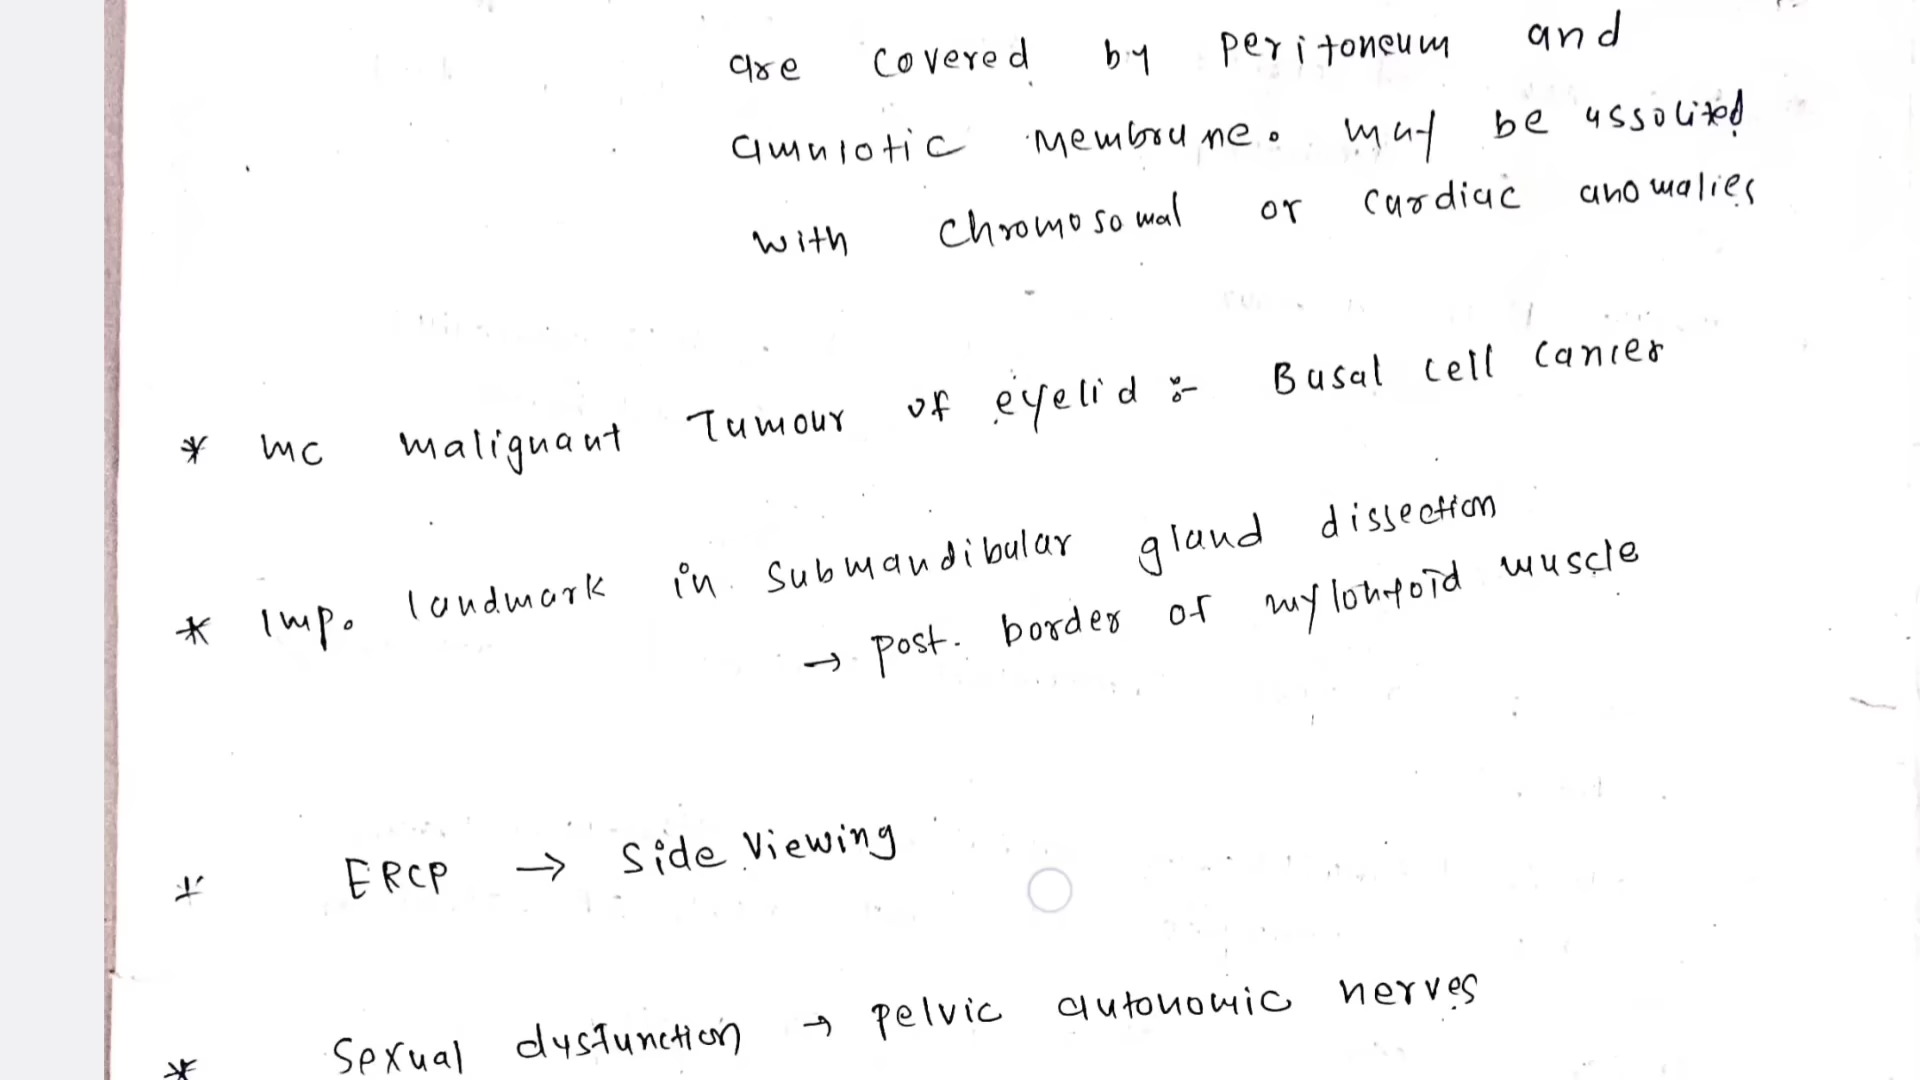 are covered by peritoneum and
amniotic membrane. may be associted
with chromosomal or cardiac anomalies
* mc malignant Tumour of eyelid :- Basal cell cancer
* Imp. landmark in submandibular gland dissection
→ post. border of mylohyoid muscle
* ERCP → Side Viewing
* Sexual dysfunction → pelvic autonomic nerves